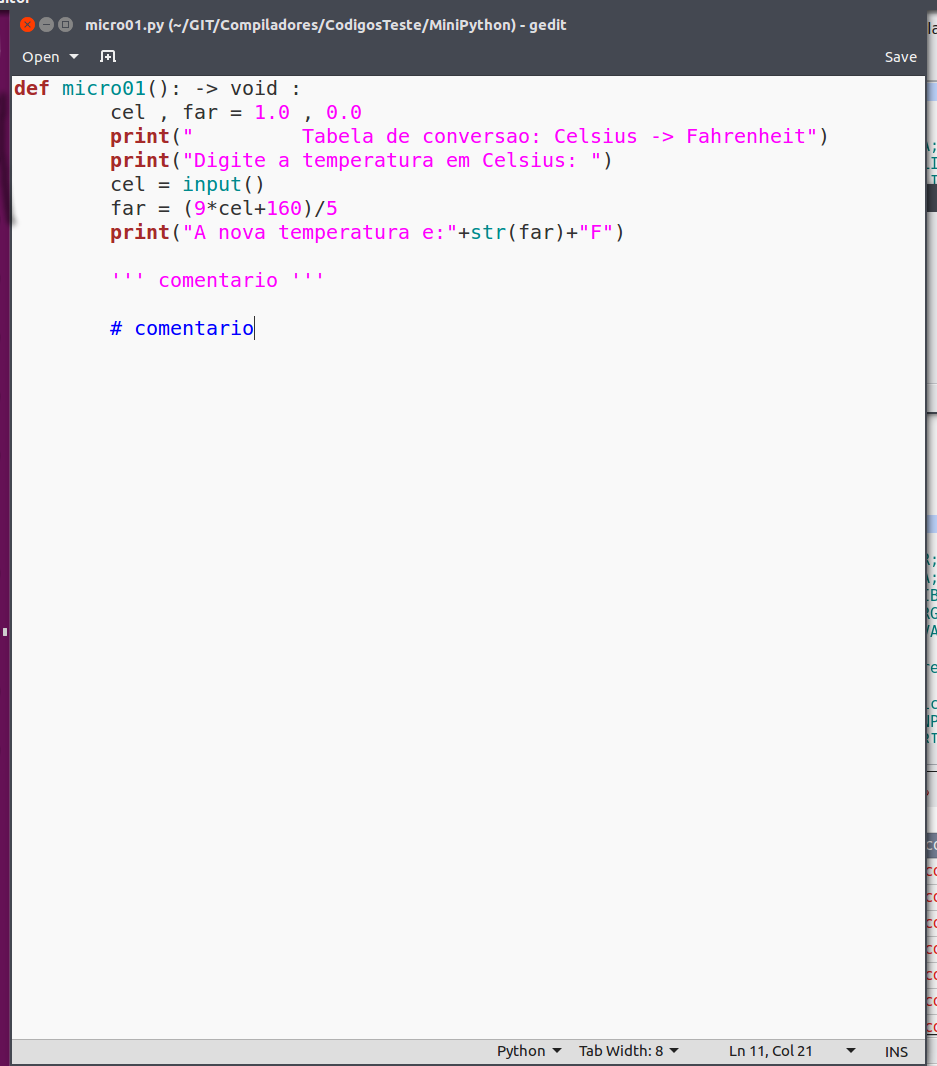 micro01.py (~/GIT/Compiladores/CodigosTeste/MiniPython) - gedit
Open
Save
def micro01(): -> void :
        cel , far = 1.0 , 0.0
        print("         Tabela de conversao: Celsius -> Fahrenheit")
        print("Digite a temperatura em Celsius: ")
        cel = input()
        far = (9*cel+160)/5
        print("A nova temperatura e:"+str(far)+"F")
        ''' comentario '''
        # comentario
Python
Tab Width: 8
Ln 11, Col 21
INS